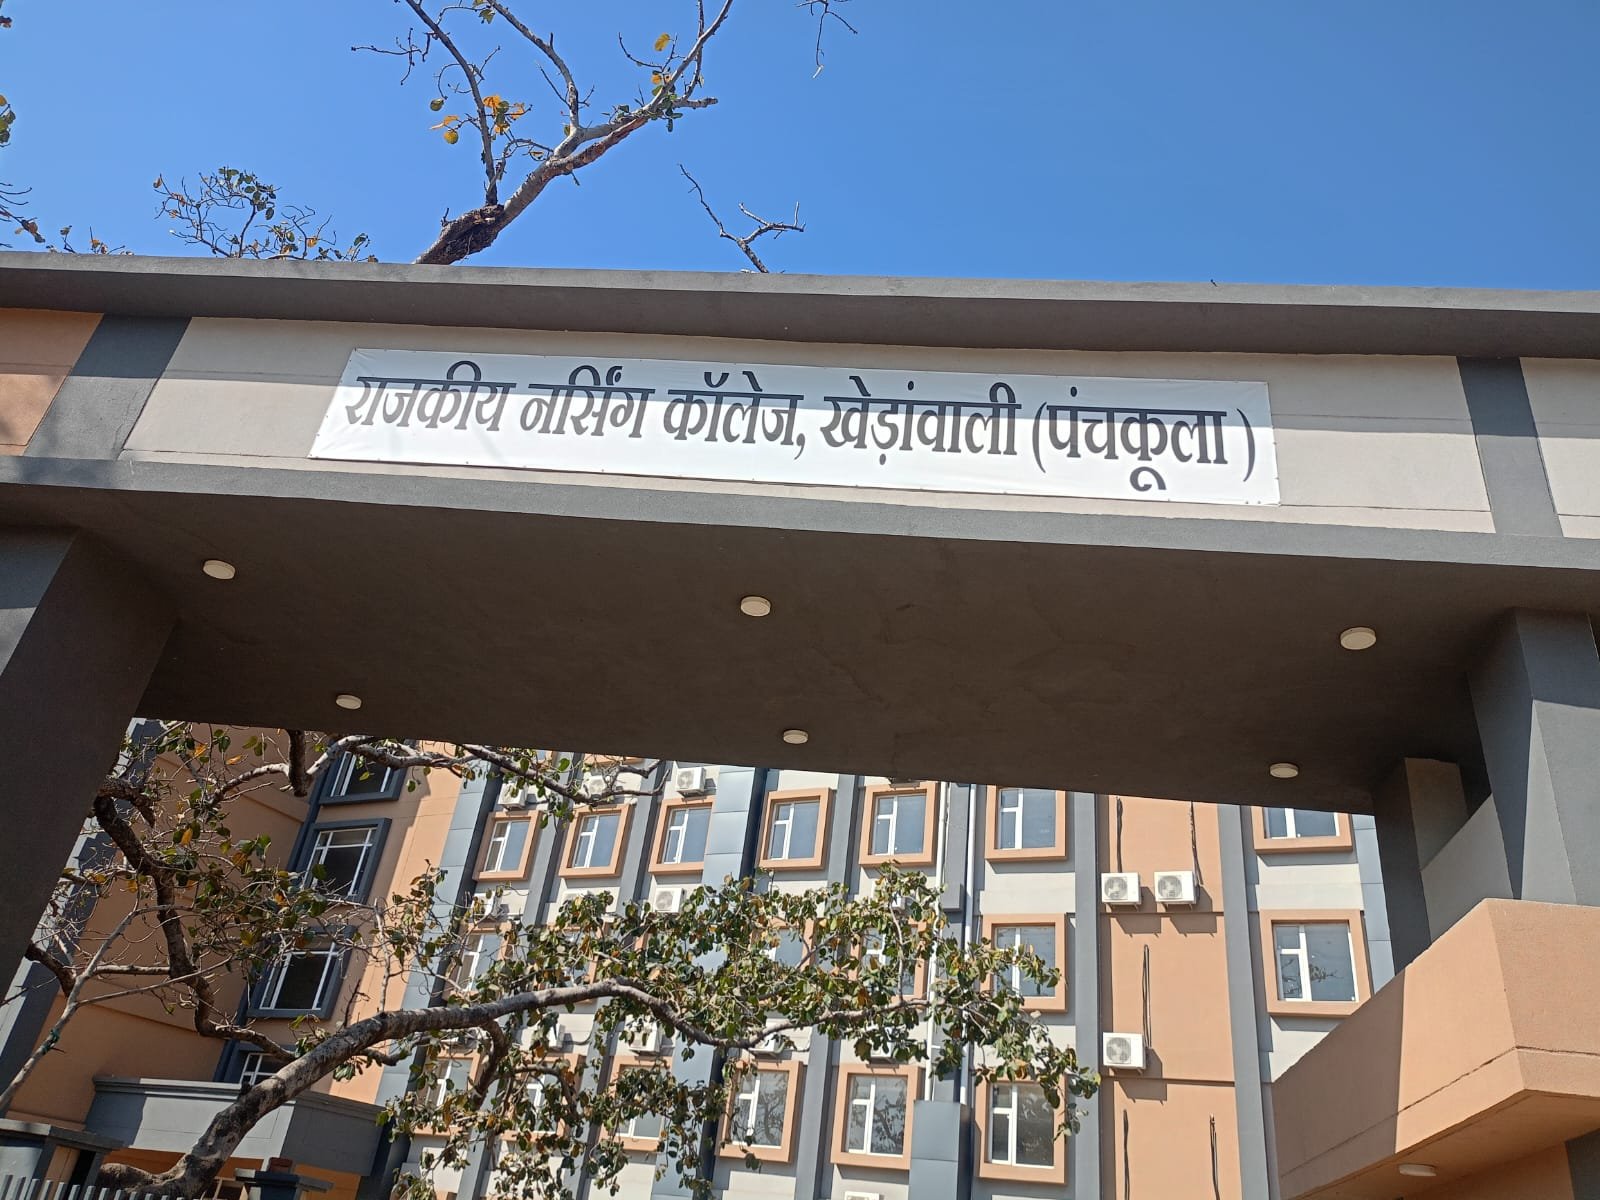 राजकीय नर्सिंग कॉलेज, खेड़ांवाली (पंचकूला)